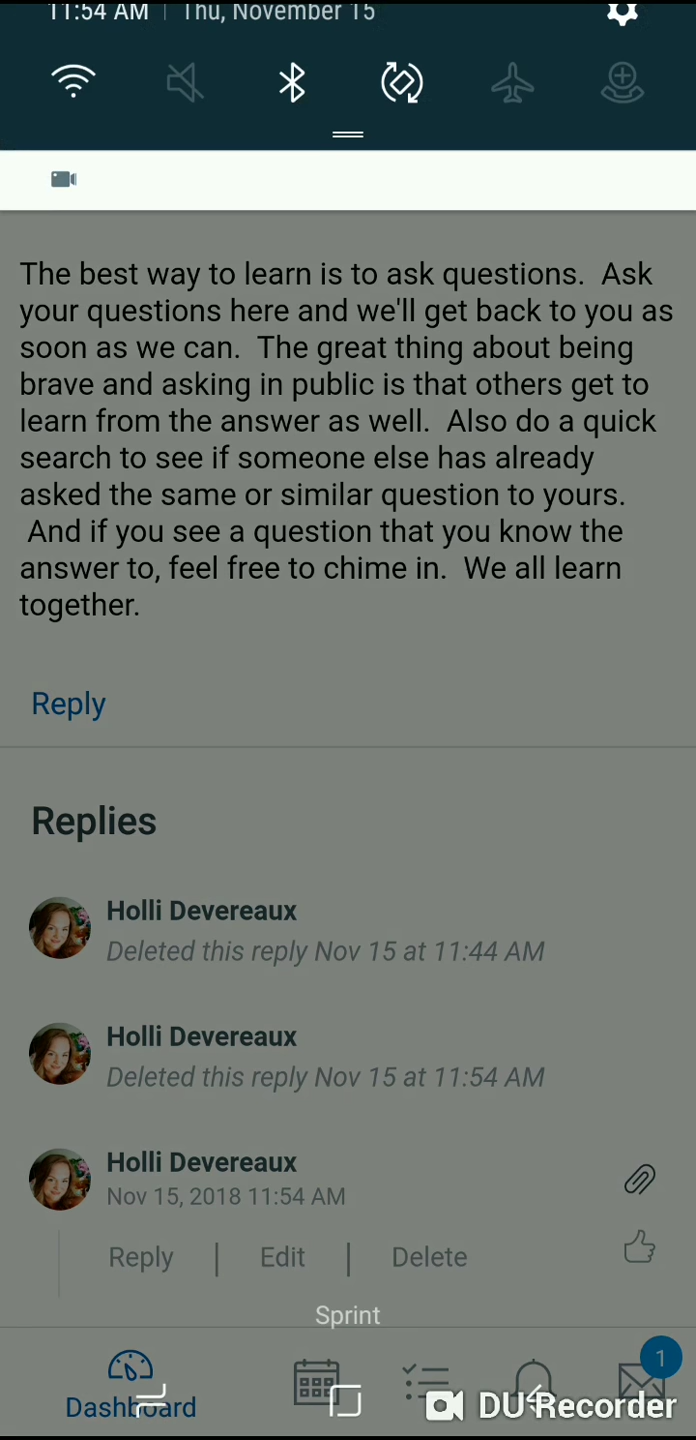 11:54 AM | Thu, November 15
The best way to learn is to ask questions.  Ask
your questions here and we'll get back to you as
soon as we can.  The great thing about being
brave and asking in public is that others get to
learn from the answer as well.  Also do a quick
search to see if someone else has already
asked the same or similar question to yours.
And if you see a question that you know the
answer to, feel free to chime in.  We all learn
together.
Reply
Replies
Holli Devereaux
Deleted this reply Nov 15 at 11:44 AM
Holli Devereaux
Deleted this reply Nov 15 at 11:54 AM
Holli Devereaux
Nov 15, 2018 11:54 AM
Reply | Edit | Delete
Sprint
1
Dashboard
DU Recorder